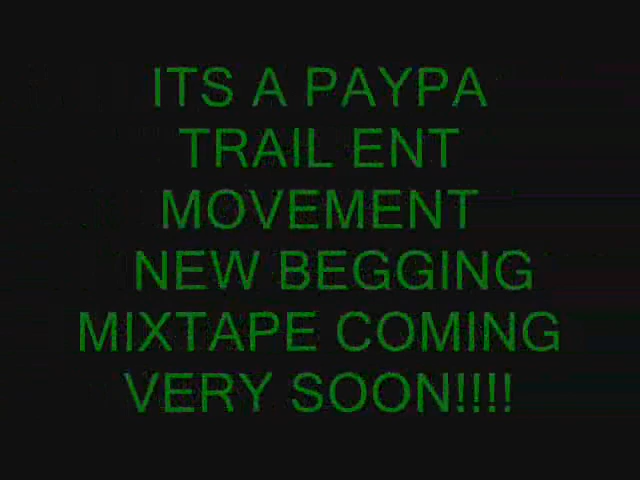 ITS A PAYPA
TRAIL ENT
MOVEMENT
NEW BEGGING
MIXTAPE COMING
VERY SOON!!!!